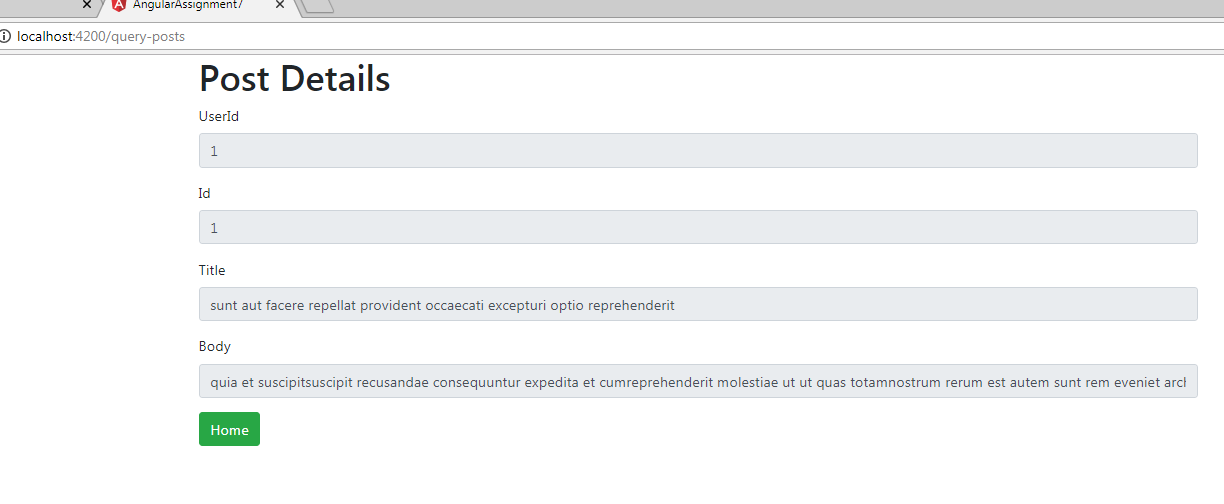 AngularAssignment7
localhost:4200/query-posts
Post Details
UserId
1
Id
1
Title
sunt aut facere repellat provident occaecati excepturi optio reprehenderit
Body
quia et suscipitsuscipit recusandae consequuntur expedita et cumreprehenderit molestiae ut ut quas totamnostrum rerum est autem sunt rem eveniet arch
Home